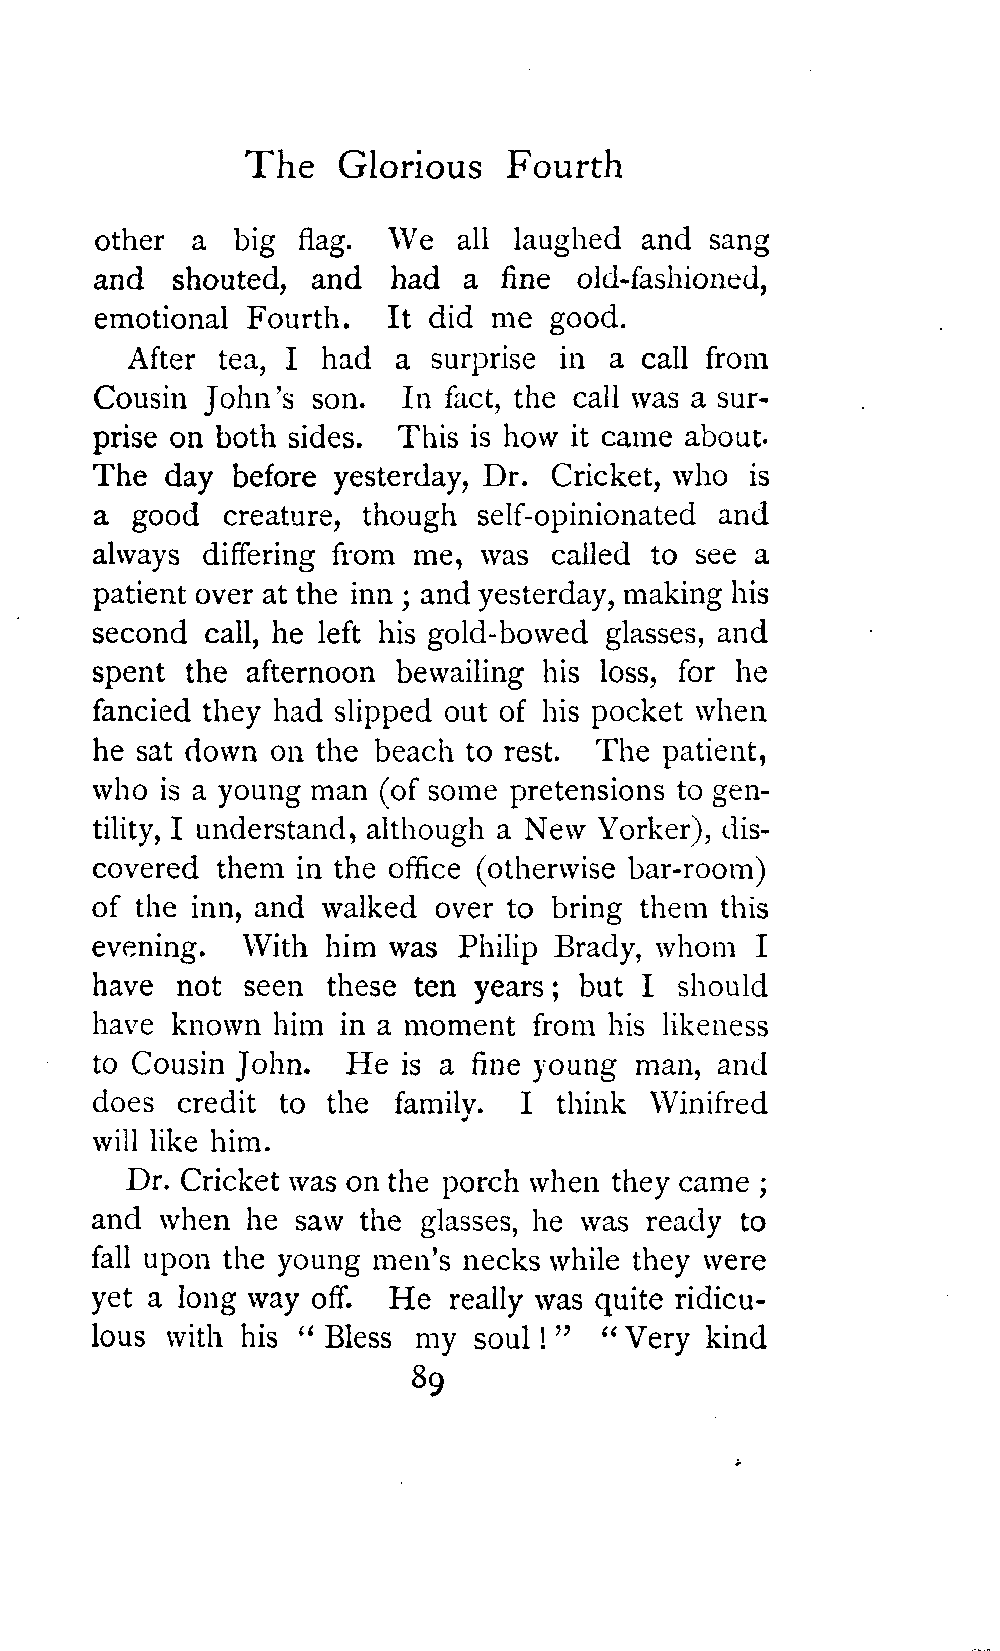 The Glorious Fourth
other a big flag. We all laughed and sang
and shouted, and had a fine old-fashioned,
emotional Fourth. It did me good.
After tea, I had a surprise in a call from
Cousin John's son. In fact, the call was a sur-
prise on both sides. This is how it came about.
The day before yesterday, Dr. Cricket, who is
a good creature, though self-opinionated and
always differing from me, was called to see a
patient over at the inn ; and yesterday, making his
second call, he left his gold-bowed glasses, and
spent the afternoon bewailing his loss, for he
fancied they had slipped out of his pocket when
he sat down on the beach to rest. The patient,
who is a young man (of some pretensions to gen-
tility, I understand, although a New Yorker), dis-
covered them in the office (otherwise bar-room)
of the inn, and walked over to bring them this
evening. With him was Philip Brady, whom I
have not seen these ten years ; but I should
have known him in a moment from his likeness
to Cousin John. He is a fine young man, and
does credit to the family. I think Winifred
will like him.
Dr. Cricket was on the porch when they came ;
and when he saw the glasses, he was ready to
fall upon the young men's necks while they were
yet a long way off. He really was quite ridicu-
lous with his " Bless my soul ! " " Very kind
89